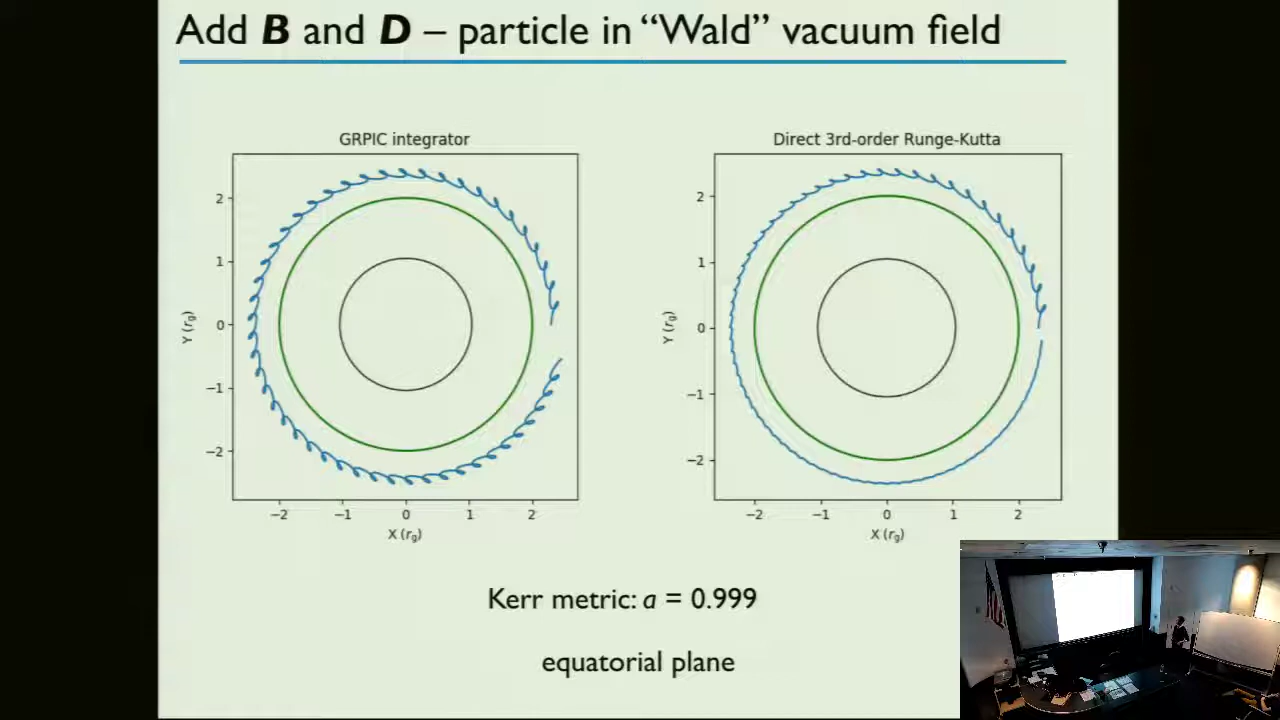 Add B and D – particle in “Wald” vacuum field
GRPIC integrator
2
1
0
−1
−2
Y (rg)
−2 −1 0 1 2
X (rg)
Direct 3rd-order Runge-Kutta
2
1
0
−1
−2
Y (rg)
−2 −1 0 1 2
X (rg)
Kerr metric: a = 0.999
equatorial plane